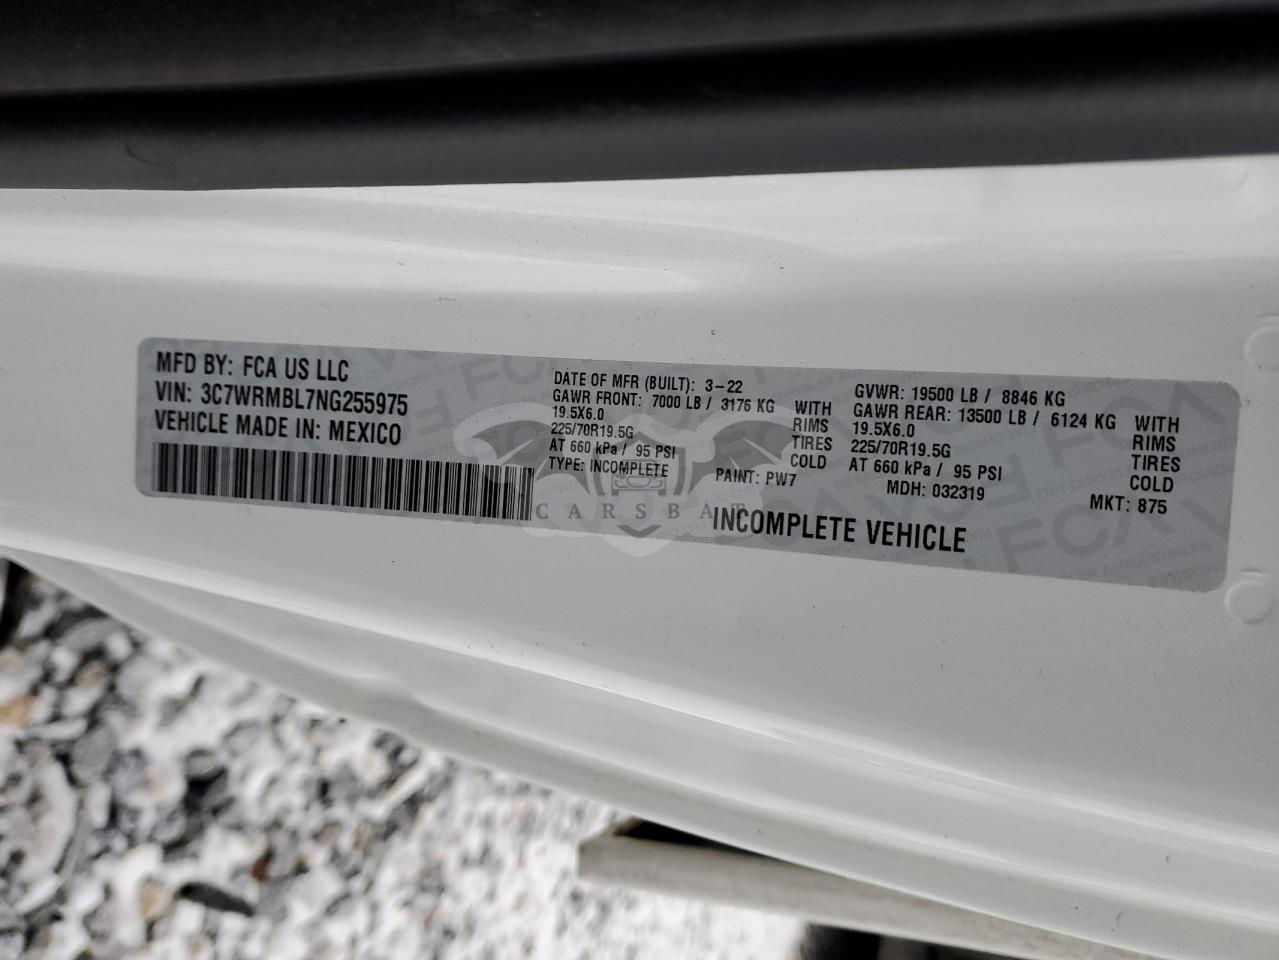 MFD BY: FCA US LLC
VIN: 3C7WRMBL7NG255975
VEHICLE MADE IN: MEXICO
DATE OF MFR (BUILT): 3-22
GAWR FRONT: 7000 LB / 3176 KG WITH
19.5X6.0 RIMS
225/70R19.5G TIRES
AT 660 kPa / 95 PSI COLD
TYPE: INCOMPLETE
PAINT: PW7
GVWR: 19500 LB / 8846 KG
GAWR REAR: 13500 LB / 6124 KG WITH
19.5X6.0 RIMS
225/70R19.5G TIRES
AT 660 kPa / 95 PSI COLD
MDH: 032319
MKT: 875
INCOMPLETE VEHICLE
CARSBAT